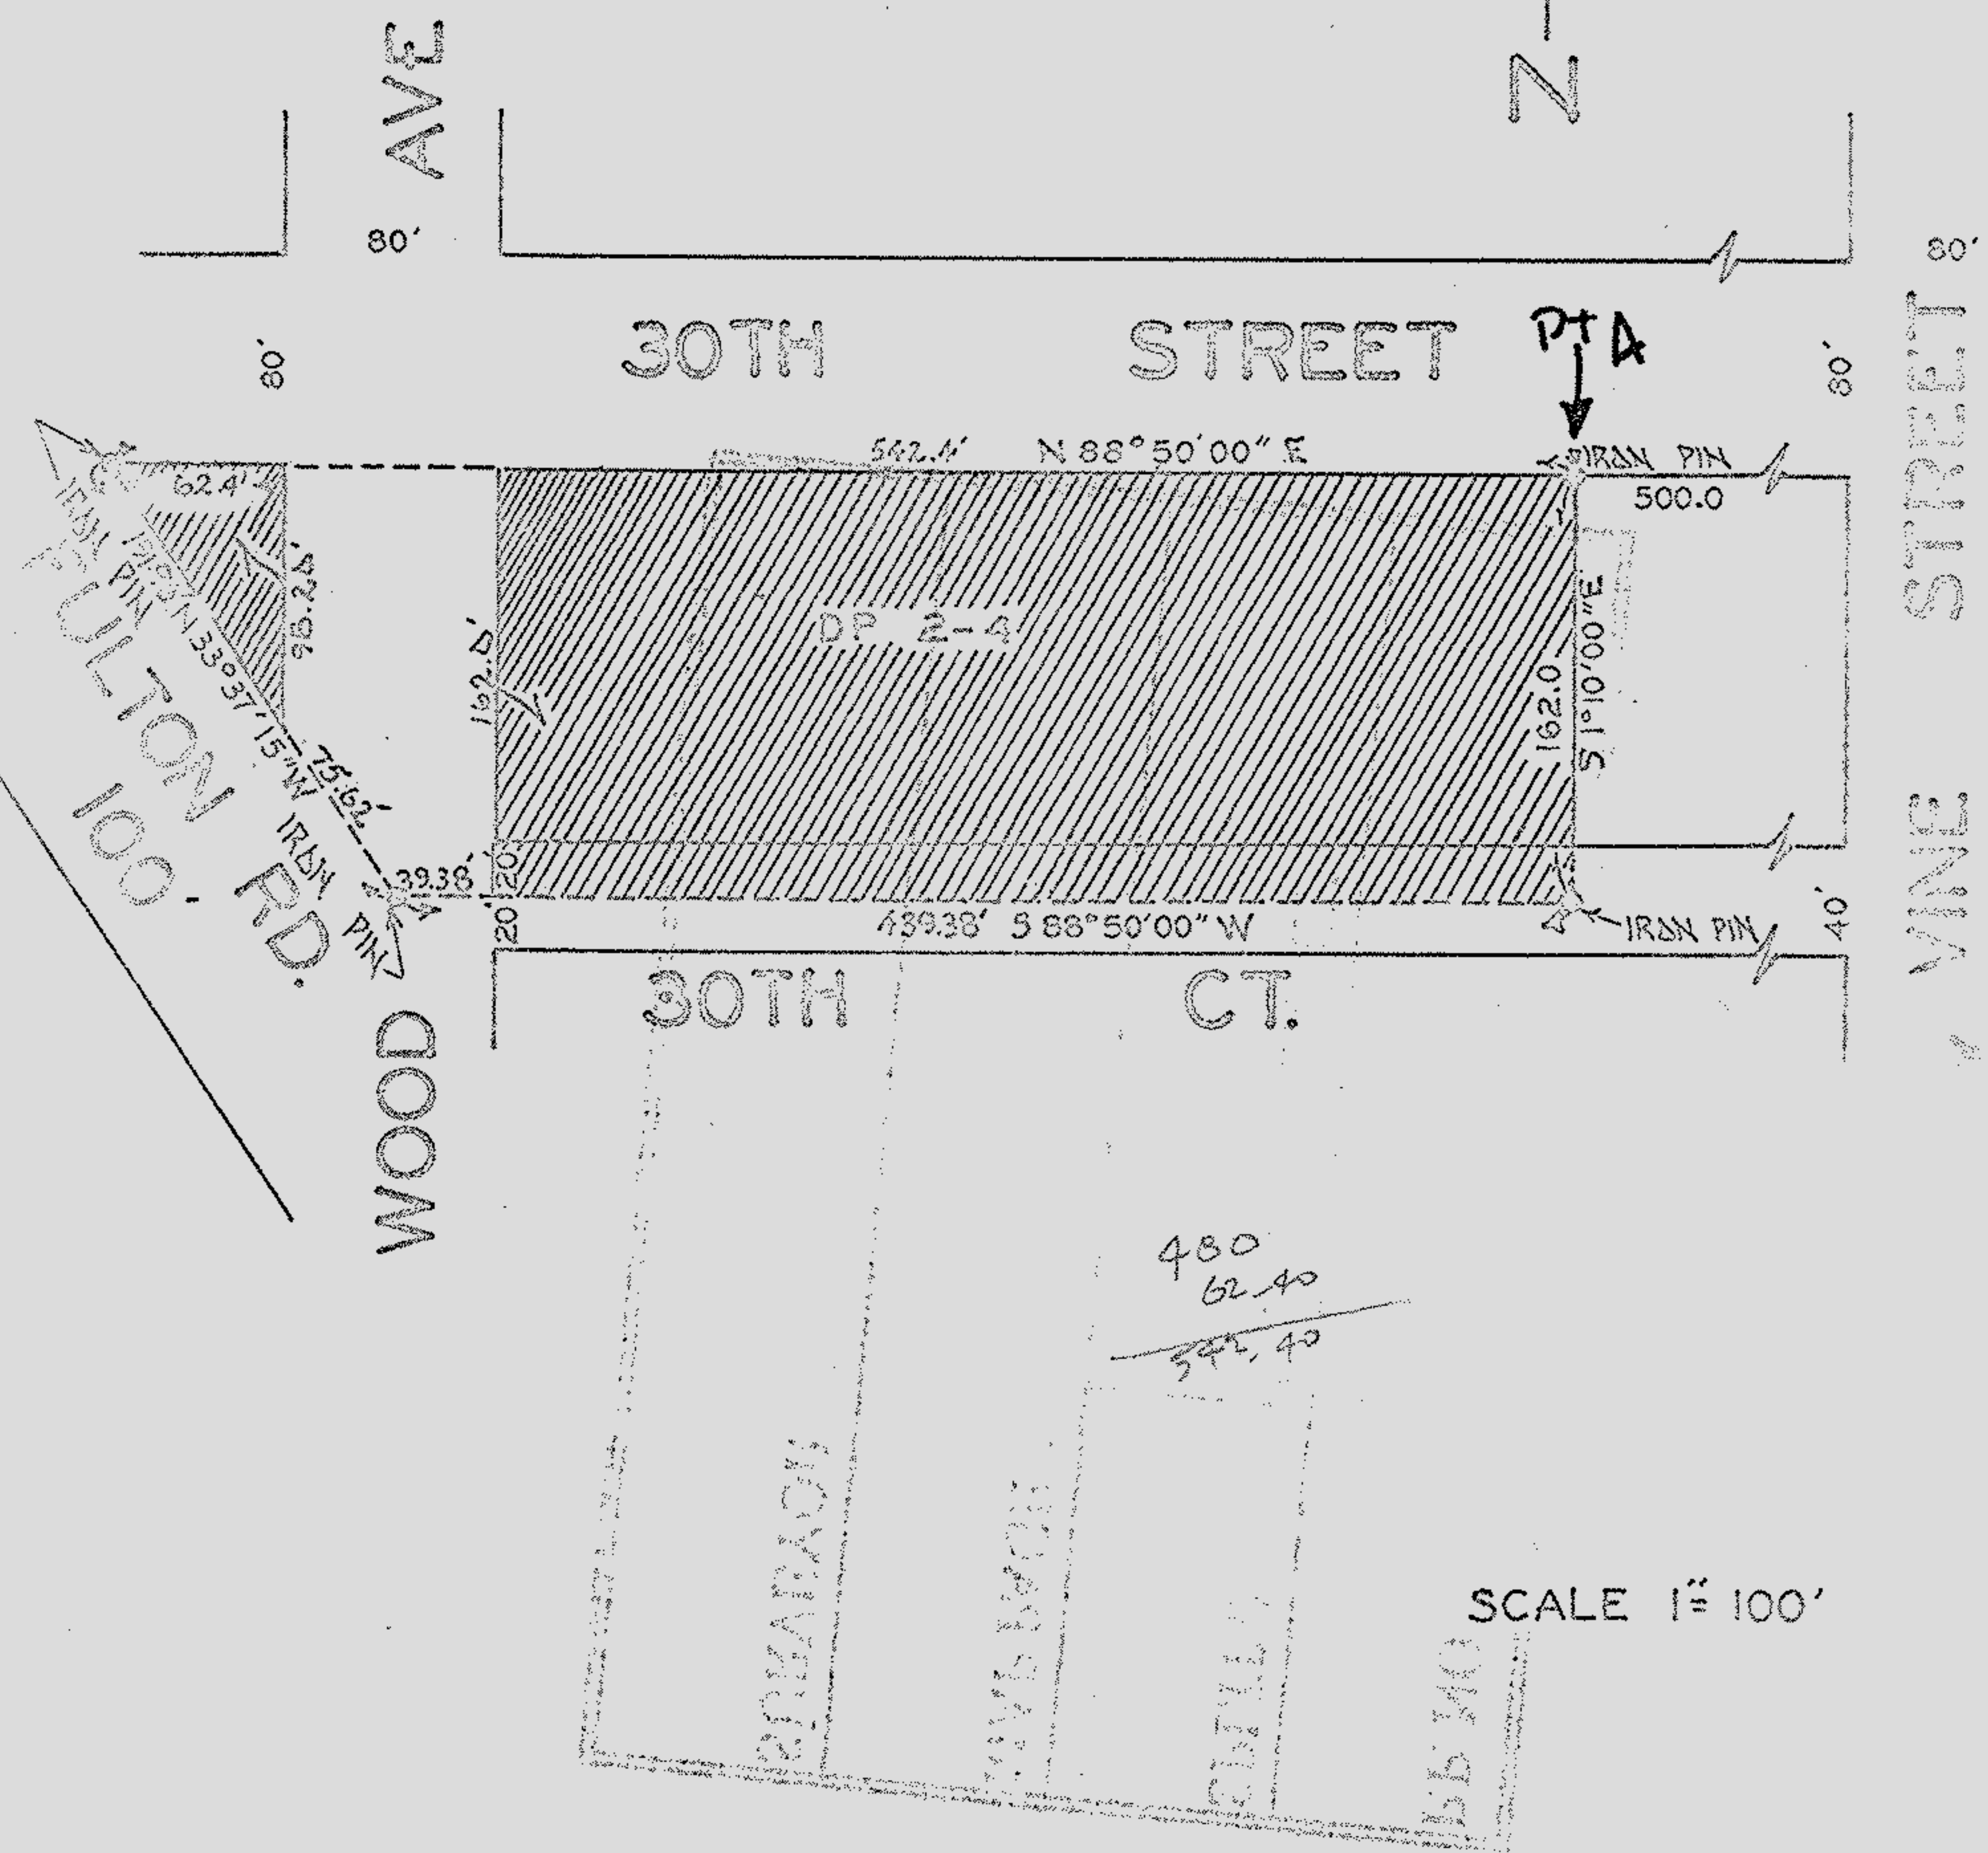 AVE
N
80'
80'
30TH STREET
Pt A
80'
80'
STREET
VINE
542.4' N 88°50'00" E
IRON PIN
500.0
62.4'
IRON PIN
N 33°37'15" W
75.62'
FULTON RD.
100'
162.0'
DP 2-4
162.0
S 1°10'00" E
IRON PIN
39.38'
20'
20'
439.38' S 88°50'00" W
IRON PIN
40'
30TH CT.
WOOD
480
62.40
542.40
SCALE 1"=100'